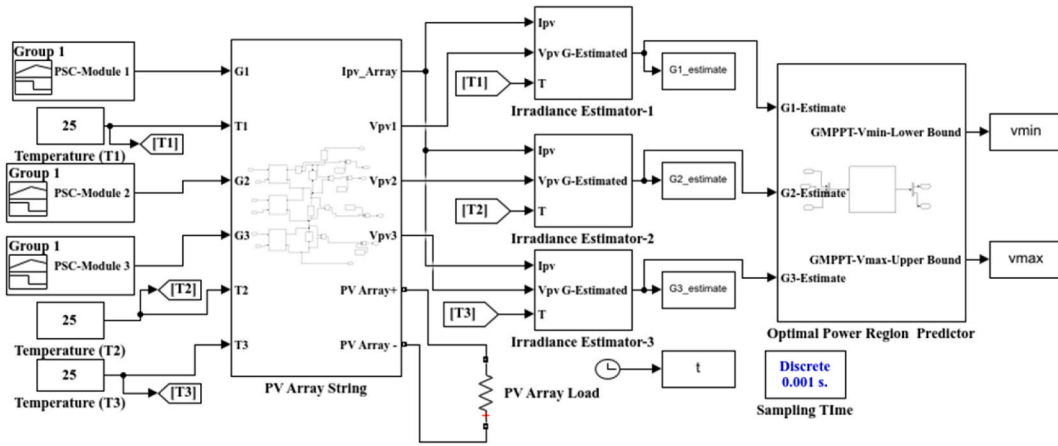 Group 1
PSC-Module 1
25
Temperature (T1)
[T1]
Group 1
PSC-Module 2
Group 1
PSC-Module 3
[T2]
25
Temperature (T2)
25
Temperature (T3)
[T3]
G1
T1
G2
G3
T2
T3
Ipv_Array
Vpv1
Vpv2
Vpv3
PV Array+
PV Array -
PV Array String
PV Array Load
[T1]
Ipv
Vpv G-Estimated
T
Irradiance Estimator-1
G1_estimate
[T2]
Ipv
Vpv G-Estimated
T
Irradiance Estimator-2
G2_estimate
[T3]
Ipv
Vpv G-Estimated
T
Irradiance Estimator-3
G3_estimate
t
G1-Estimate
G2-Estimate
G3-Estimate
GMPPT-Vmin-Lower Bound
GMPPT-Vmax-Upper Bound
Optimal Power Region Predictor
vmin
vmax
Discrete
0.001 s.
Sampling TIme